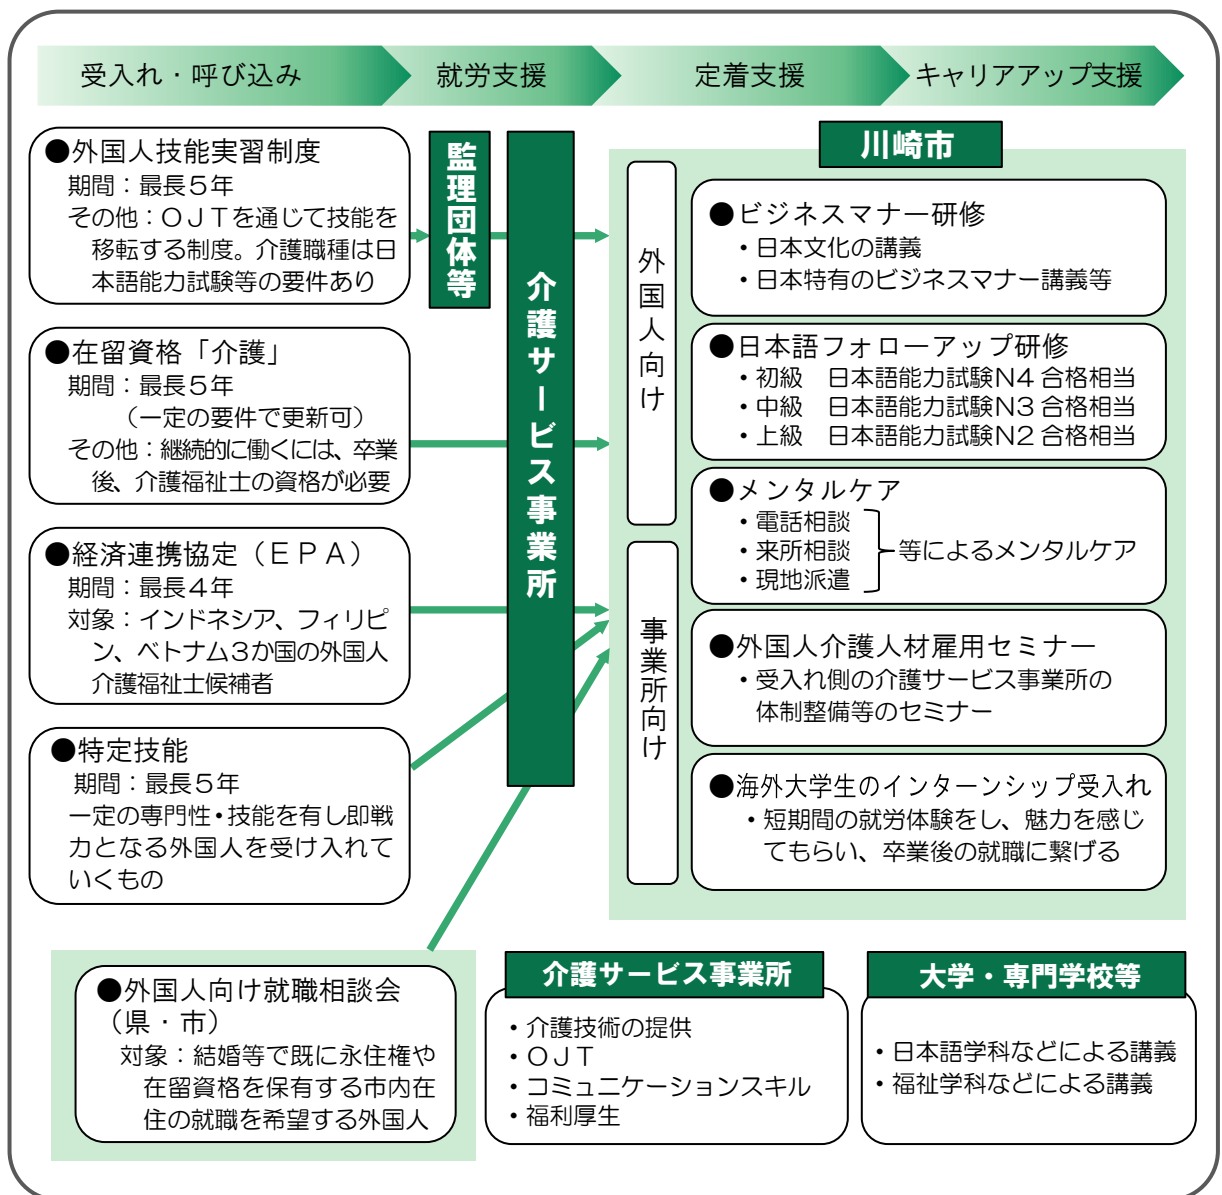 受入れ・呼び込み
就労支援
定着支援
キャリアアップ支援
●外国人技能実習制度
期間：最長５年
その他：ＯＪＴを通じて技能を
移転する制度。介護職種は日
本語能力試験等の要件あり
●在留資格「介護」
期間：最長５年
（一定の要件で更新可）
その他：継続的に働くには、卒業
後、介護福祉士の資格が必要
●経済連携協定（ＥＰＡ）
期間：最長４年
対象：インドネシア、フィリピ
ン、ベトナム３か国の外国人
介護福祉士候補者
●特定技能
期間：最長５年
一定の専門性・技能を有し即戦
力となる外国人を受け入れて
いくもの
●外国人向け就職相談会
（県・市）
対象：結婚等で既に永住権や
在留資格を保有する市内在
住の就職を希望する外国人
監理団体等
介護サービス事業所
川崎市
外国人向け
事業所向け
●ビジネスマナー研修
・日本文化の講義
・日本特有のビジネスマナー講義等
●日本語フォローアップ研修
・初級　日本語能力試験N4 合格相当
・中級　日本語能力試験N3 合格相当
・上級　日本語能力試験N2 合格相当
●メンタルケア
・電話相談
・来所相談
・現地派遣
等によるメンタルケア
●外国人介護人材雇用セミナー
・受入れ側の介護サービス事業所の
体制整備等のセミナー
●海外大学生のインターンシップ受入れ
・短期間の就労体験をし、魅力を感じ
てもらい、卒業後の就職に繋げる
介護サービス事業所
・介護技術の提供
・ＯＪＴ
・コミュニケーションスキル
・福利厚生
大学・専門学校等
・日本語学科などによる講義
・福祉学科などによる講義